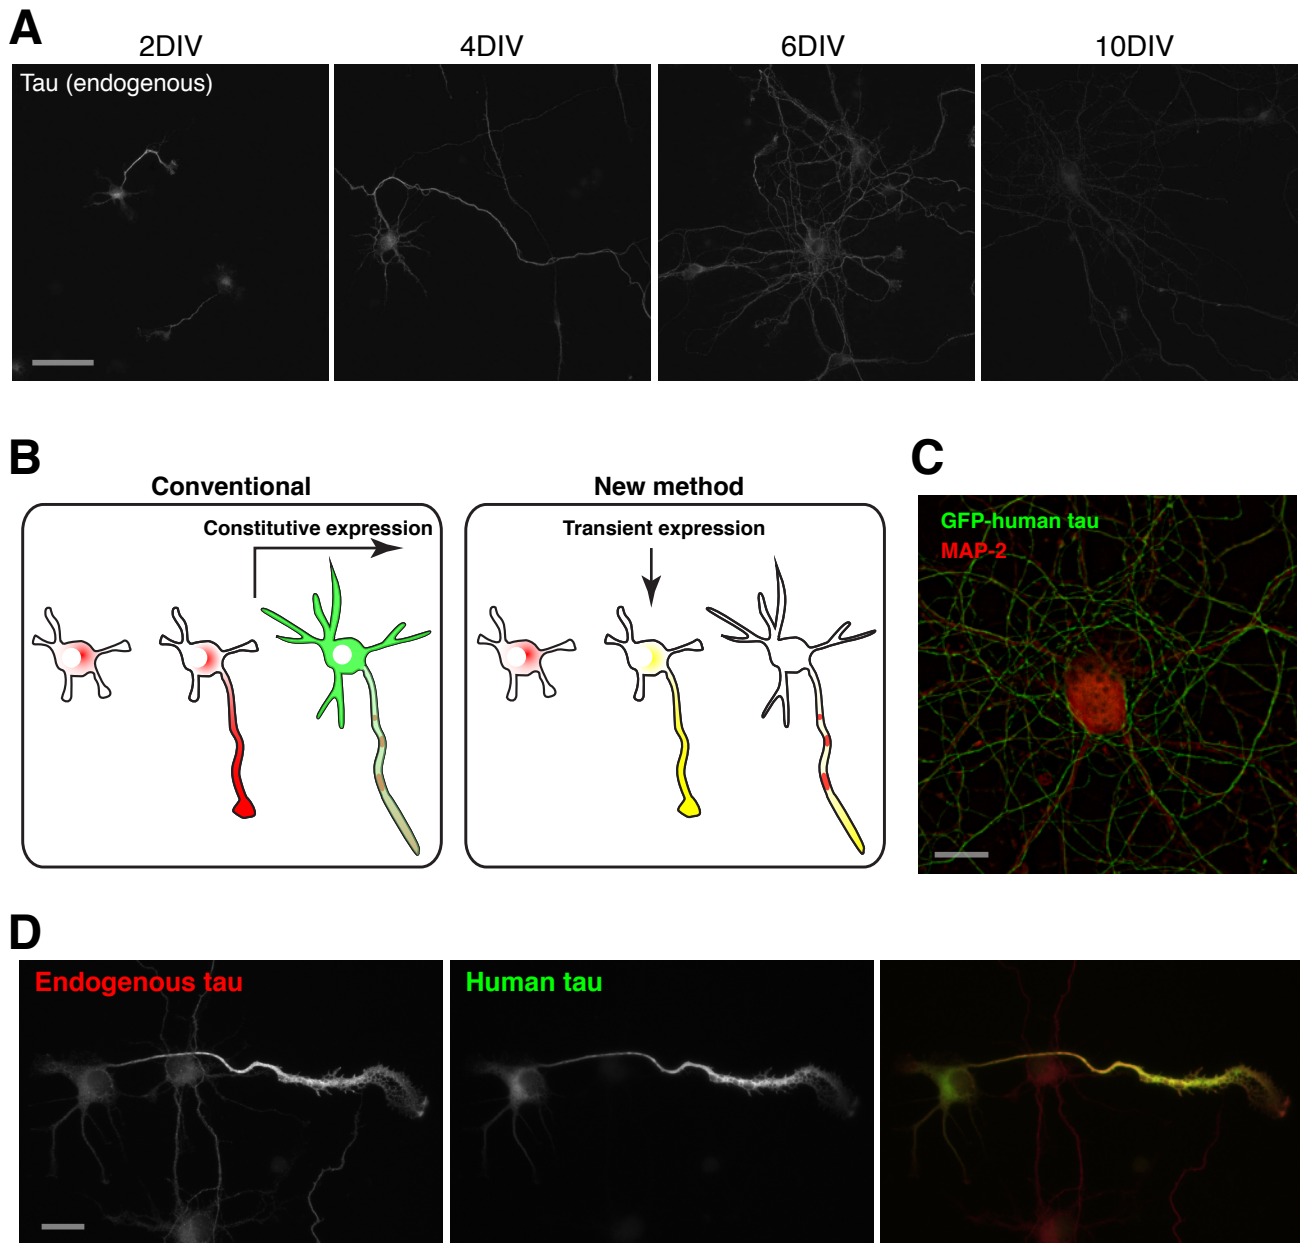 A
2DIV
4DIV
6DIV
10DIV
Tau (endogenous)
B
Conventional
Constitutive expression
New method
Transient expression
C
GFP-human tau
MAP-2
D
Endogenous tau
Human tau